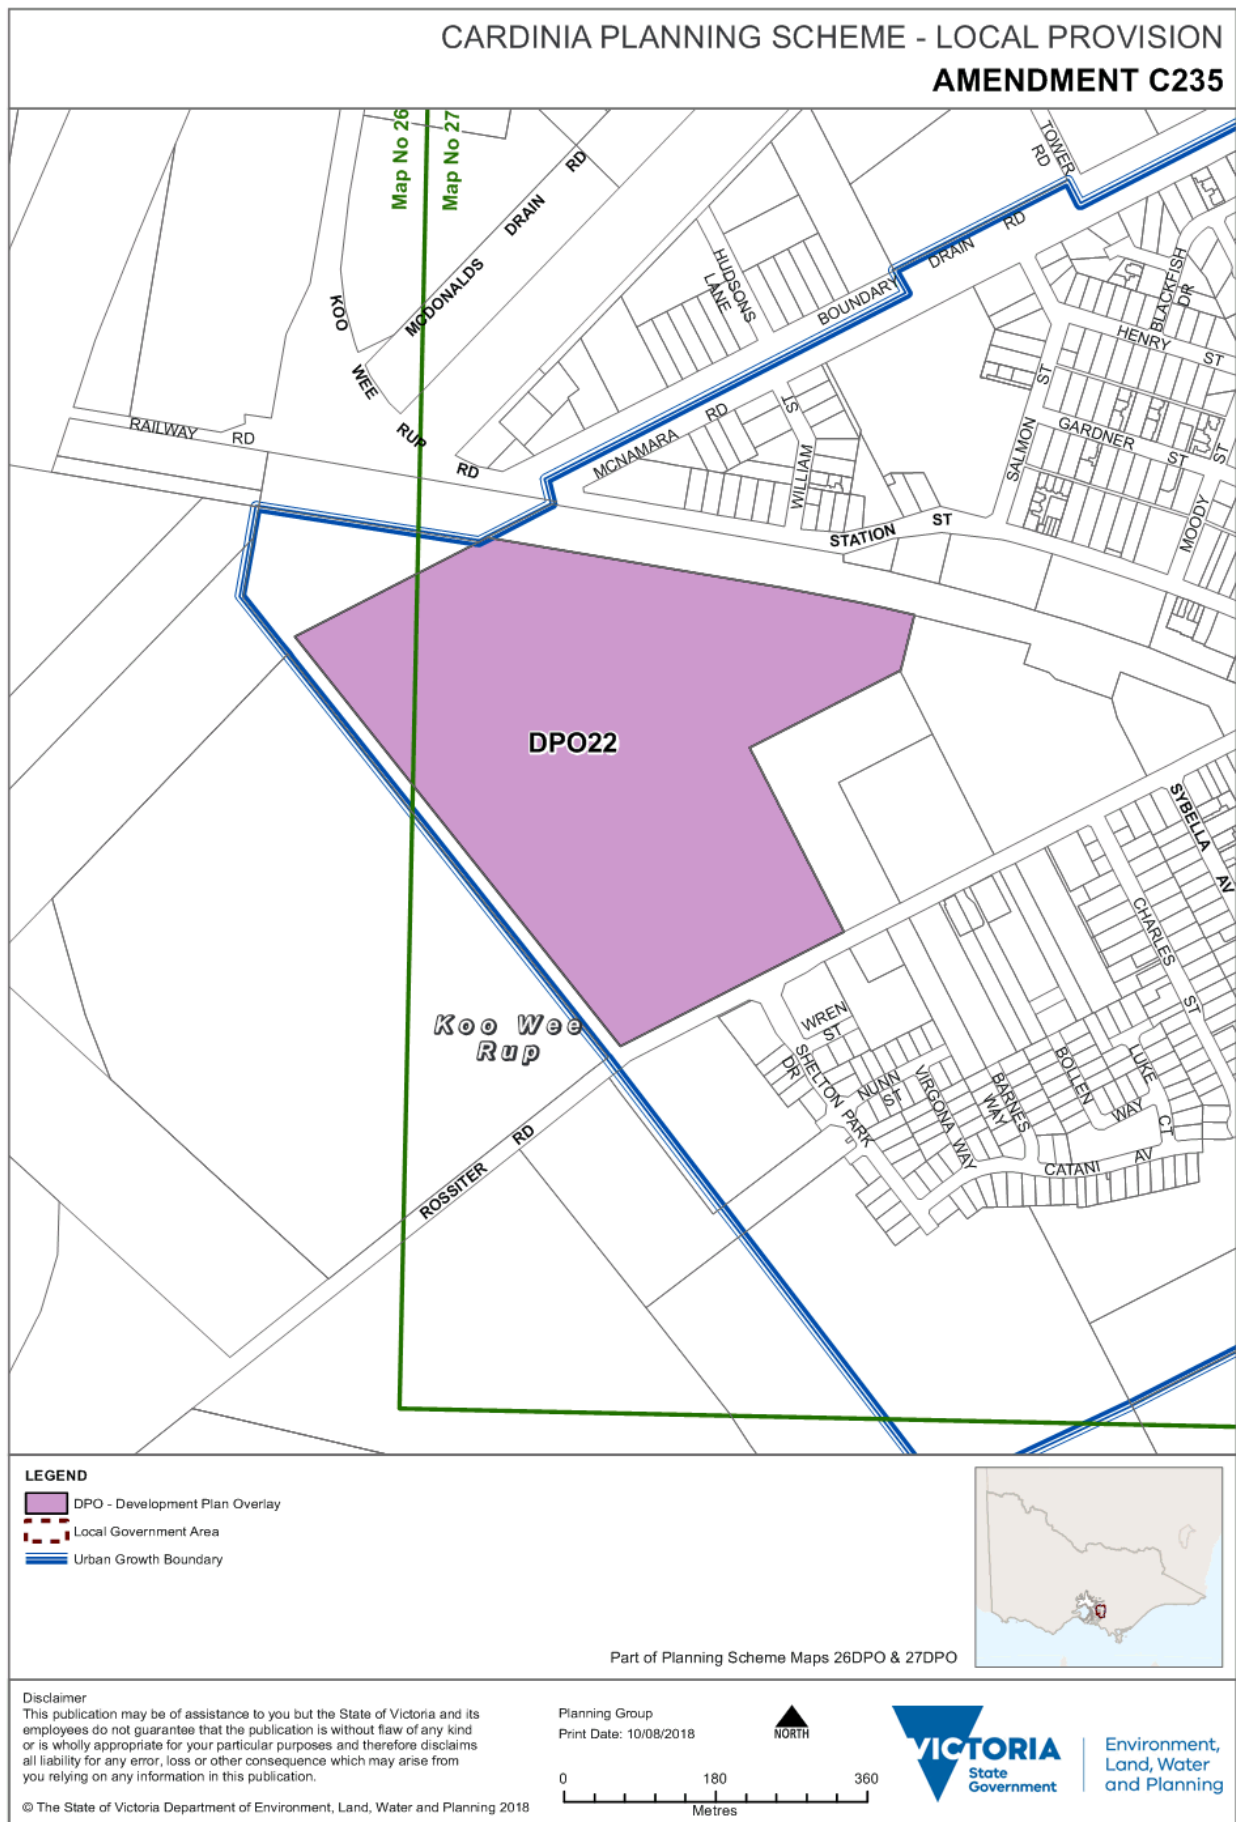 CARDINIA PLANNING SCHEME - LOCAL PROVISION
AMENDMENT C235
Map No 26
Map No 27
TOWER
RD
RD
DRAIN
MCDONALDS
KOO
WEE
RUP
RD
HUDSONS
LANE
BOUNDARY
DRAIN
RD
BLACKFISH
DR
HENRY
ST
RAILWAY
RD
MCNAMARA
RD
ST
WILLIAM
ST
SALMON
GARDNER
ST
ST
MOODY
STATION
ST
DPO22
SYBELLA
AV
CHARLES
ST
Koo Wee
Rup
WREN
ST
SHELTON PARK
DR
NUNN
ST
VIRGONA WAY
BARNES
WAY
BOLLEN
WAY
LUKE
CT
CATANI
AV
ROSSITER
RD
LEGEND
DPO - Development Plan Overlay
Local Government Area
Urban Growth Boundary
Part of Planning Scheme Maps 26DPO & 27DPO
Disclaimer
This publication may be of assistance to you but the State of Victoria and its
employees do not guarantee that the publication is without flaw of any kind
or is wholly appropriate for your particular purposes and therefore disclaims
all liability for any error, loss or other consequence which may arise from
you relying on any information in this publication.
© The State of Victoria Department of Environment, Land, Water and Planning 2018
Planning Group
Print Date: 10/08/2018
NORTH
0 180 360
Metres
VICTORIA
State
Government
Environment,
Land, Water
and Planning